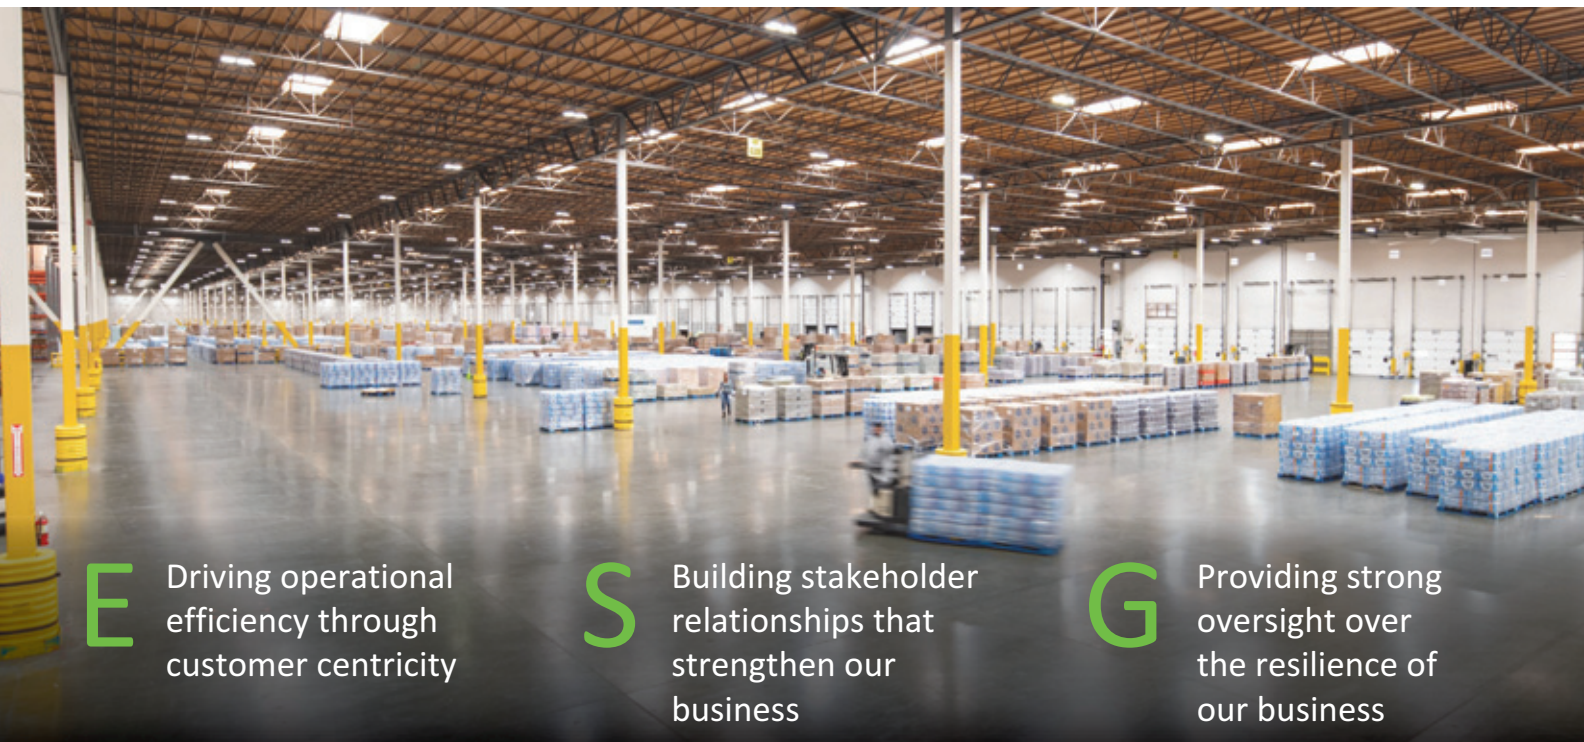 E
Driving operational
efficiency through
customer centricity
S
Building stakeholder
relationships that
strengthen our
business
G
Providing strong
oversight over
the resilience of
our business